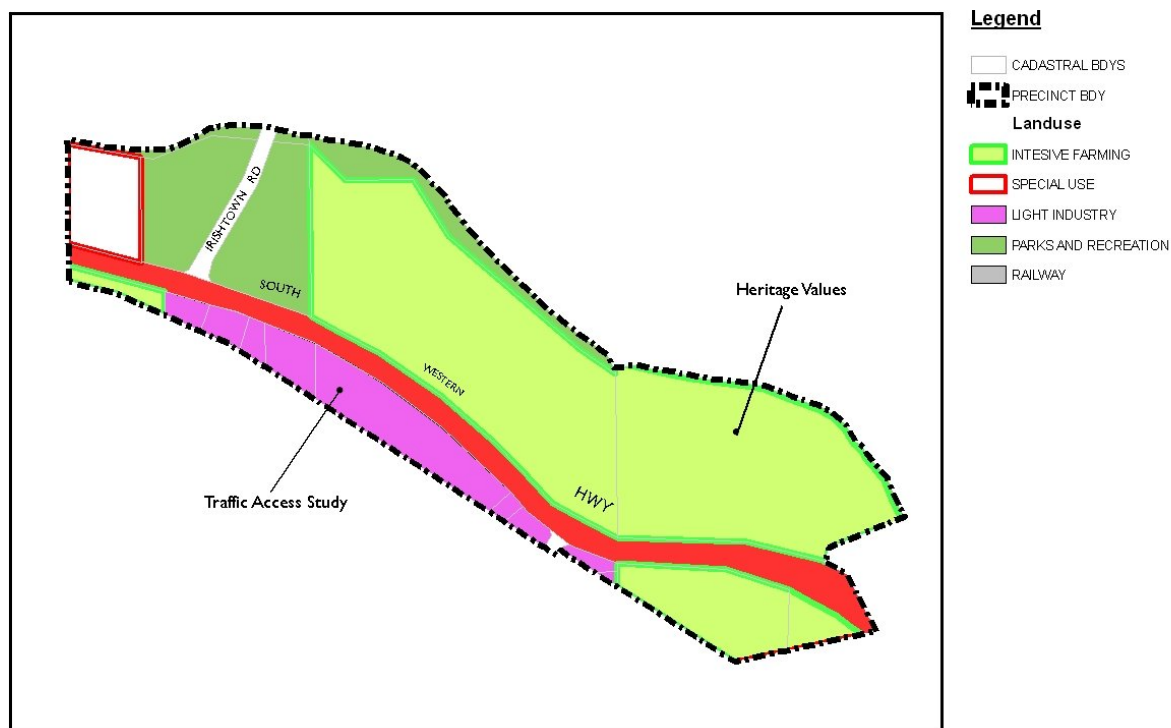 Legend
CADASTRAL BDYS
PRECINCT BDY
Landuse
INTESIVE FARMING
SPECIAL USE
LIGHT INDUSTRY
PARKS AND RECREATION
RAILWAY
IRISHTOWN RD
SOUTH
WESTERN
HWY
Heritage Values
Traffic Access Study